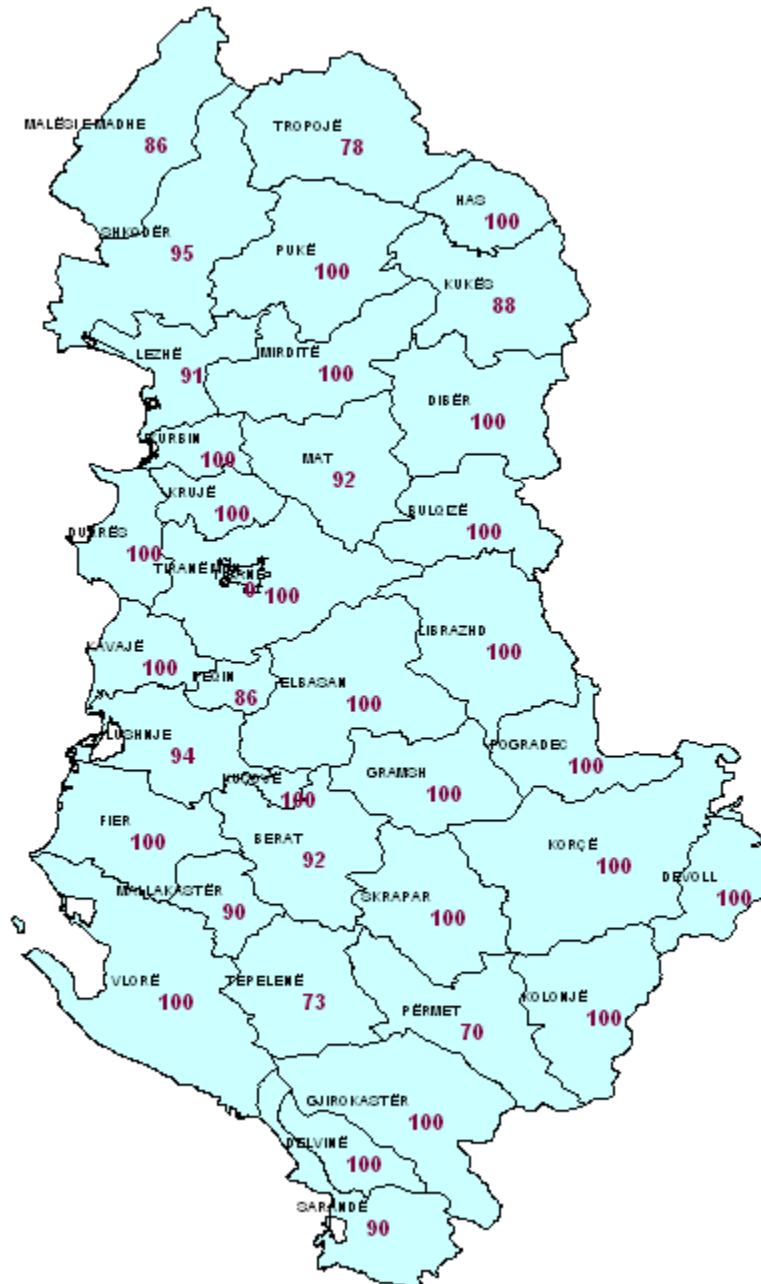 MALËSI E MADHE
86
TROPOJË
78
HAS
100
SHKODËR
95
PUKË
100
KUKËS
88
LEZHË
91
MIRDITË
100
DIBËR
100
KURBIN
100
MAT
92
KRUJË
100
BULQIZË
100
DURRËS
100
TIRANË
0
100
LIBRAZHD
100
KAVAJË
100
PEQIN
86
ELBASAN
100
LUSHNJE
94
POGRADEC
100
KUÇOVË
100
GRAMSH
100
FIER
100
BERAT
92
KORÇË
100
DEVOLL
100
MALLAKASTËR
90
SKRAPAR
100
VLORË
100
TEPELENË
73
PËRMET
70
KOLONJË
100
GJIROKASTËR
100
DELVINË
100
SARANDË
90